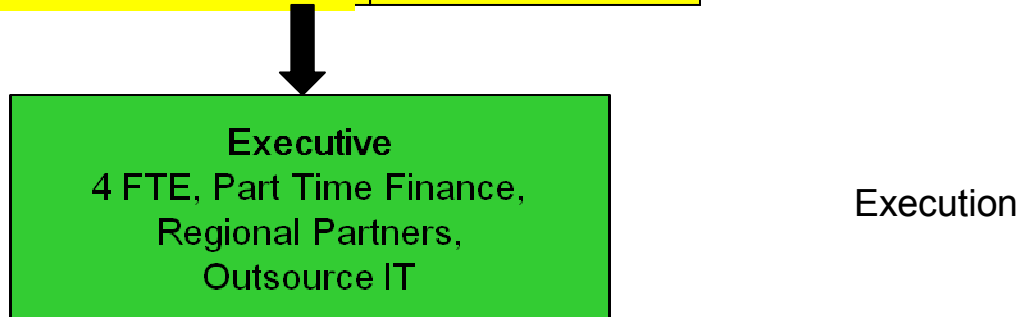 Executive
4 FTE, Part Time Finance,
Regional Partners,
Outsource IT
Execution